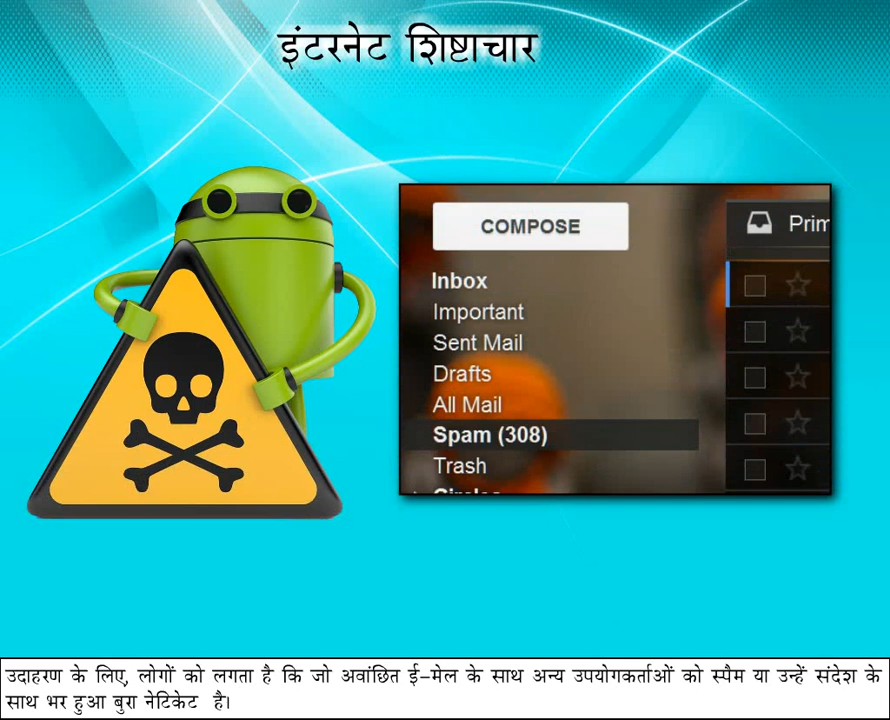 इंटरनेट शिष्टाचार
COMPOSE
Prim
Inbox
Important
Sent Mail
Drafts
All Mail
Spam (308)
Trash
उदाहरण के लिए, लोगों को लगता है कि जो अवांछित ई–मेल के साथ अन्य उपयोगकर्ताओं को स्पैम या उन्हें संदेश के
साथ भर हुआ बुरा नेटिकेट है।